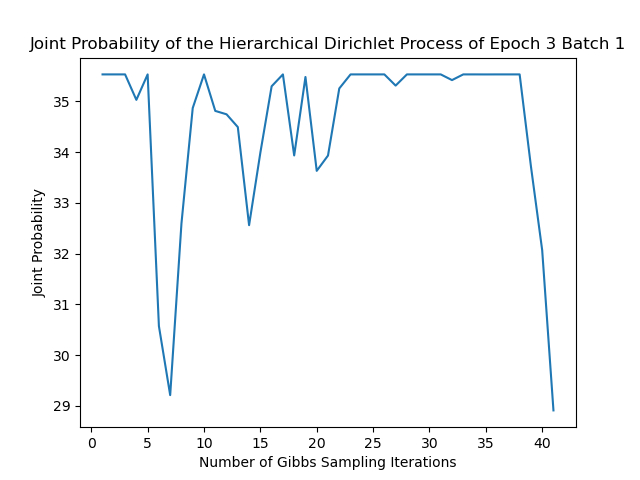 Joint Probability of the Hierarchical Dirichlet Process of Epoch 3 Batch 1
35
34
33
32
31
30
29
Joint Probability
0 5 10 15 20 25 30 35 40
Number of Gibbs Sampling Iterations